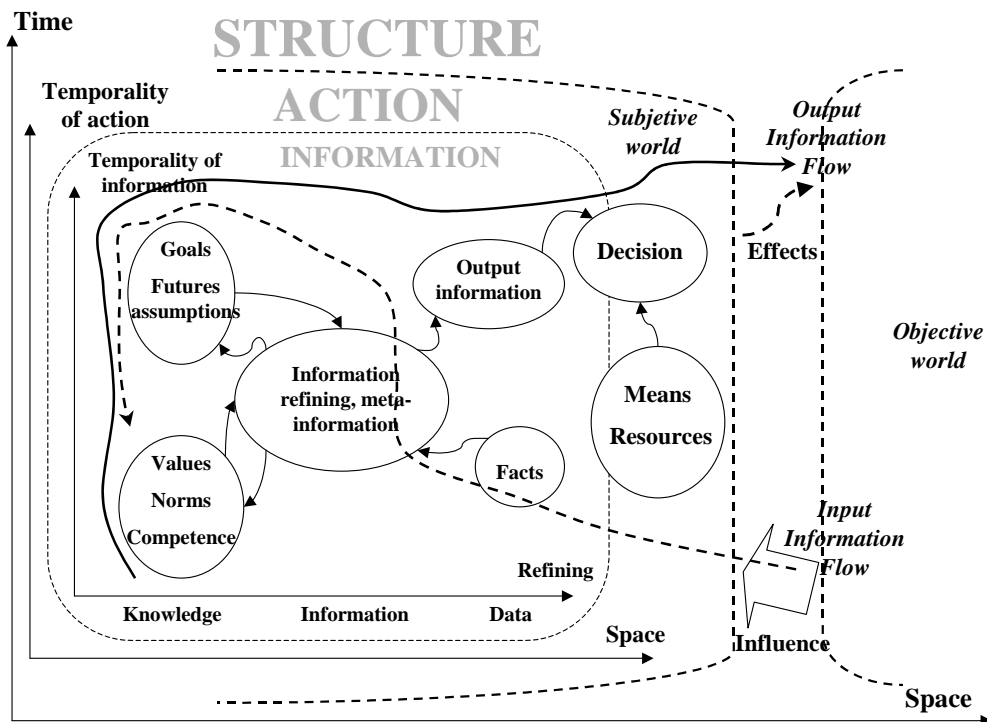 Time
STRUCTURE
Temporality
of action
ACTION
Subjetive
world
Output
Information
Flow
INFORMATION
Temporality of
information
Goals
Futures
assumptions
Output
information
Decision
Effects
Objective
world
Information
refining, meta-
information
Means
Resources
Values
Norms
Competence
Facts
Input
Information
Flow
Refining
Knowledge
Information
Data
Space
Influence
Space